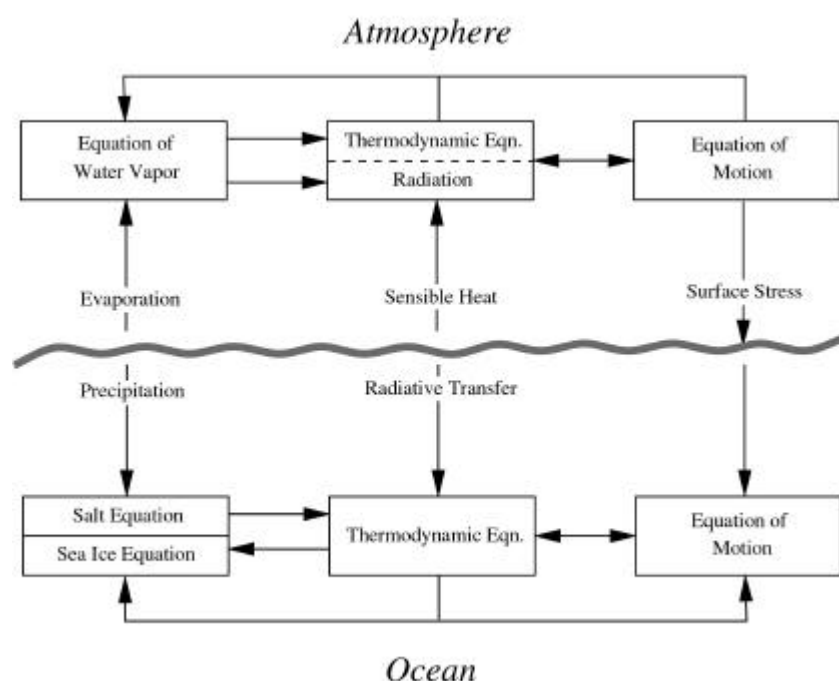 Atmosphere
Equation of
Water Vapor
Thermodynamic Eqn.
Radiation
Equation of
Motion
Evaporation
Sensible Heat
Surface Stress
Precipitation
Radiative Transfer
Salt Equation
Sea Ice Equation
Thermodynamic Eqn.
Equation of
Motion
Ocean